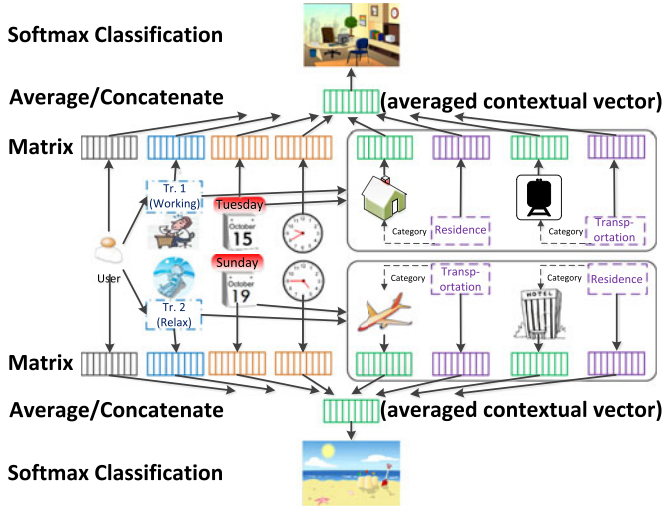 Softmax Classification
Average/Concatenate
(averaged contextual vector)
Matrix
Tr. 1
(Working)
Tuesday
October
15
Category
Residence
Category
Transp-
ortation
User
Sunday
October
19
Tr. 2
(Relax)
Category
Transp-
ortation
HOTEL
Category
Residence
Matrix
Average/Concatenate
(averaged contextual vector)
Softmax Classification